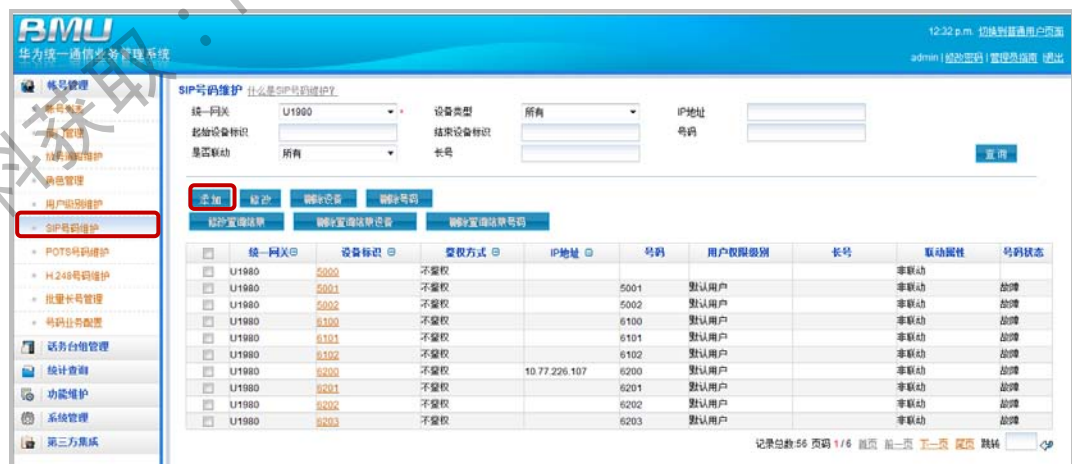 BMU
华为统一通信业务管理系统
12:32 p.m. 切换到普通用户页面
admin | 修改密码 | 管理员指南 | 退出
帐号管理
部门管理
角色管理
用户级别维护
SIP号码维护
POTS号码维护
H.248号码维护
批量长号管理
号码业务配置
话务台组管理
统计查询
功能维护
系统管理
第三方集成
SIP号码维护 什么是SIP号码维护?
统一网关 U1980 * 设备类型 所有 IP地址
起始设备标识 结束设备标识 号码
是否联动 所有 长号
查询
添加 修改 删除设备 删除号码
修改查询结果 删除查询结果设备 删除查询结果号码
统一网关 设备标识 鉴权方式 IP地址 号码 用户权限级别 长号 联动属性 号码状态
U1980 5000 不鉴权 非联动
U1980 5001 不鉴权 5001 默认用户 非联动 故障
U1980 5002 不鉴权 5002 默认用户 非联动 故障
U1980 6100 不鉴权 6100 默认用户 非联动 故障
U1980 6101 不鉴权 6101 默认用户 非联动 故障
U1980 6102 不鉴权 6102 默认用户 非联动 故障
U1980 6200 不鉴权 10.77.226.107 6200 默认用户 非联动 故障
U1980 6201 不鉴权 6201 默认用户 非联动 故障
U1980 6202 不鉴权 6202 默认用户 非联动 故障
U1980 6203 不鉴权 6203 默认用户 非联动 故障
记录总数:56 页码 1/6 首页 前一页 下一页 尾页 跳转